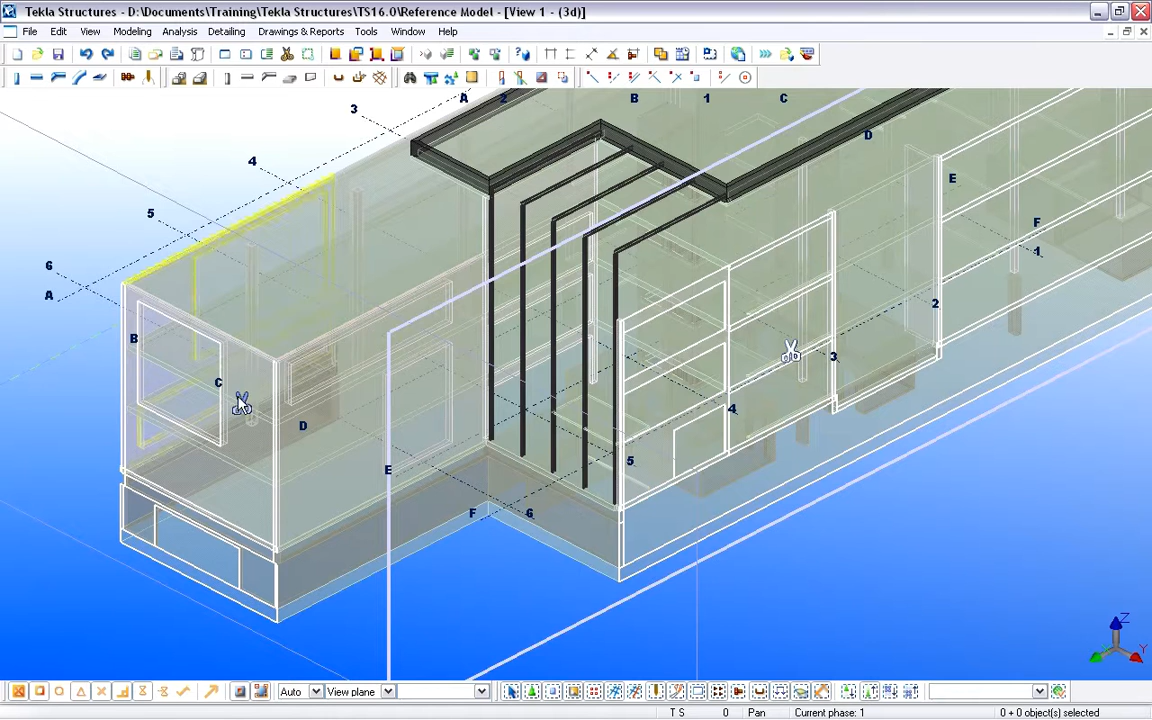 Tekla Structures - D:\Documents\Training\Tekla Structures\TS16.0\Reference Model - [View 1 - (3d)]
File Edit View Modeling Analysis Detailing Drawings & Reports Tools Window Help
A 2 B 1 C
3 D
4 E
5 F
6 1
A 2
B 3
C 4
D
E 5
F 6
Z
Y
Auto View plane
T S 0 Pan Current phase: 1 0 + 0 object(s) selected